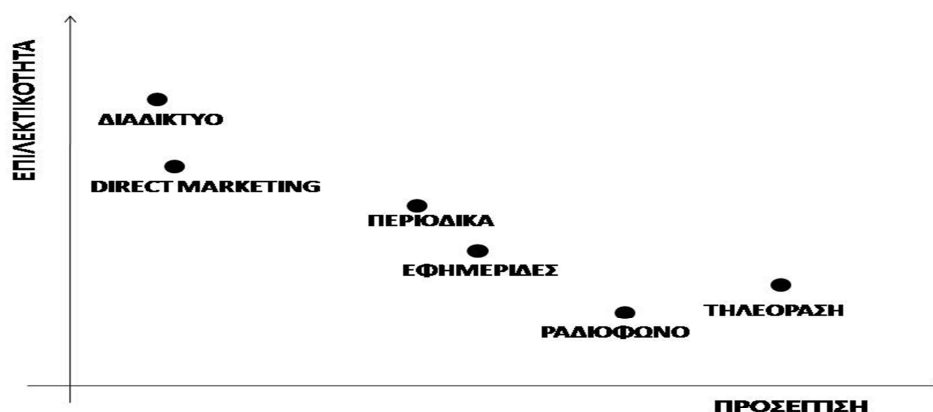 ΕΠΙΛΕΚΤΙΚΟΤΗΤΑ
ΔΙΑΔΙΚΤΥΟ
DIRECT MARKETING
ΠΕΡΙΟΔΙΚΑ
ΕΦΗΜΕΡΙΔΕΣ
ΤΗΛΕΟΡΑΣΗ
ΡΑΔΙΟΦΩΝΟ
ΠΡΟΣΕΓΓΙΣΗ